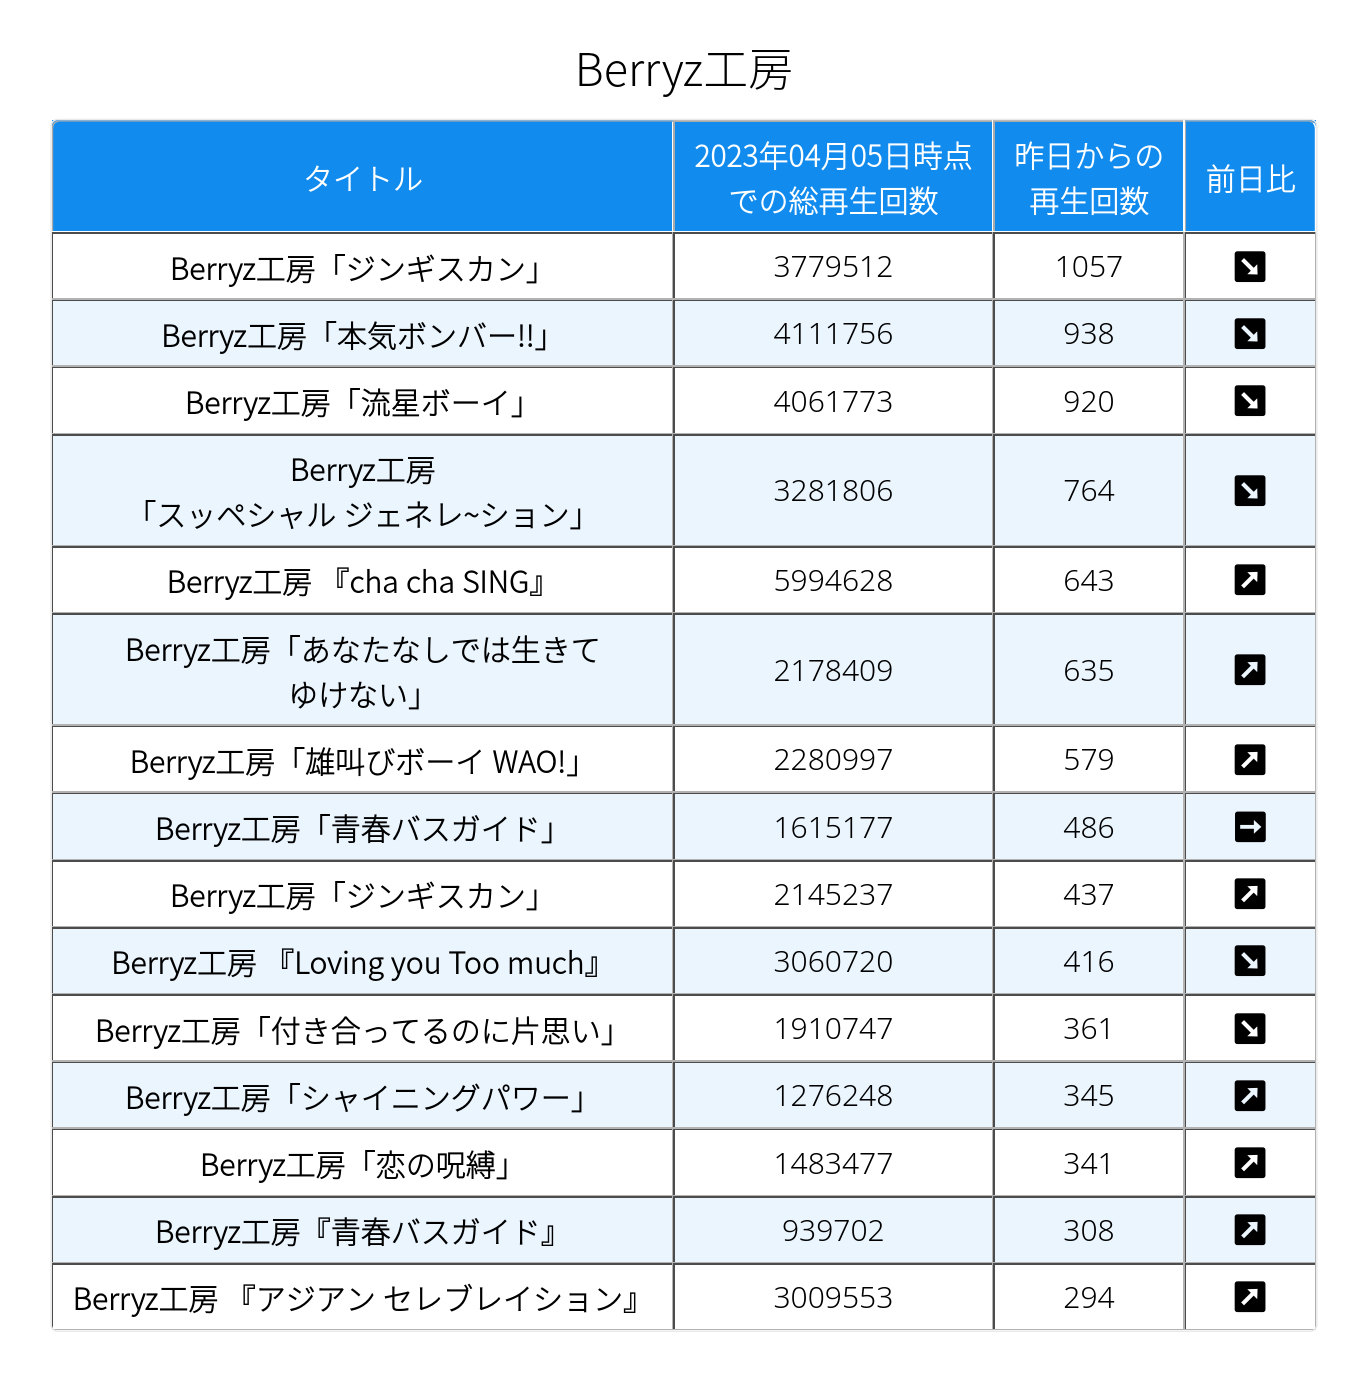 Berryz工房
タイトル
2023年04月05日時点
での総再生回数
昨日からの
再生回数
前日比
Berryz工房「ジンギスカン」 3779512 1057 ↘
Berryz工房「本気ボンバー!!」 4111756 938 ↘
Berryz工房「流星ボーイ」 4061773 920 ↘
Berryz工房
「スッペシャル ジェネレ~ション」 3281806 764 ↘
Berryz工房 『cha cha SING』 5994628 643 ↗
Berryz工房「あなたなしでは生きて
ゆけない」 2178409 635 ↗
Berryz工房「雄叫びボーイ WAO!」 2280997 579 ↗
Berryz工房「青春バスガイド」 1615177 486 →
Berryz工房「ジンギスカン」 2145237 437 ↗
Berryz工房 『Loving you Too much』 3060720 416 ↘
Berryz工房「付き合ってるのに片思い」 1910747 361 ↘
Berryz工房「シャイニングパワー」 1276248 345 ↗
Berryz工房「恋の呪縛」 1483477 341 ↗
Berryz工房『青春バスガイド』 939702 308 ↗
Berryz工房 『アジアン セレブレイション』 3009553 294 ↗